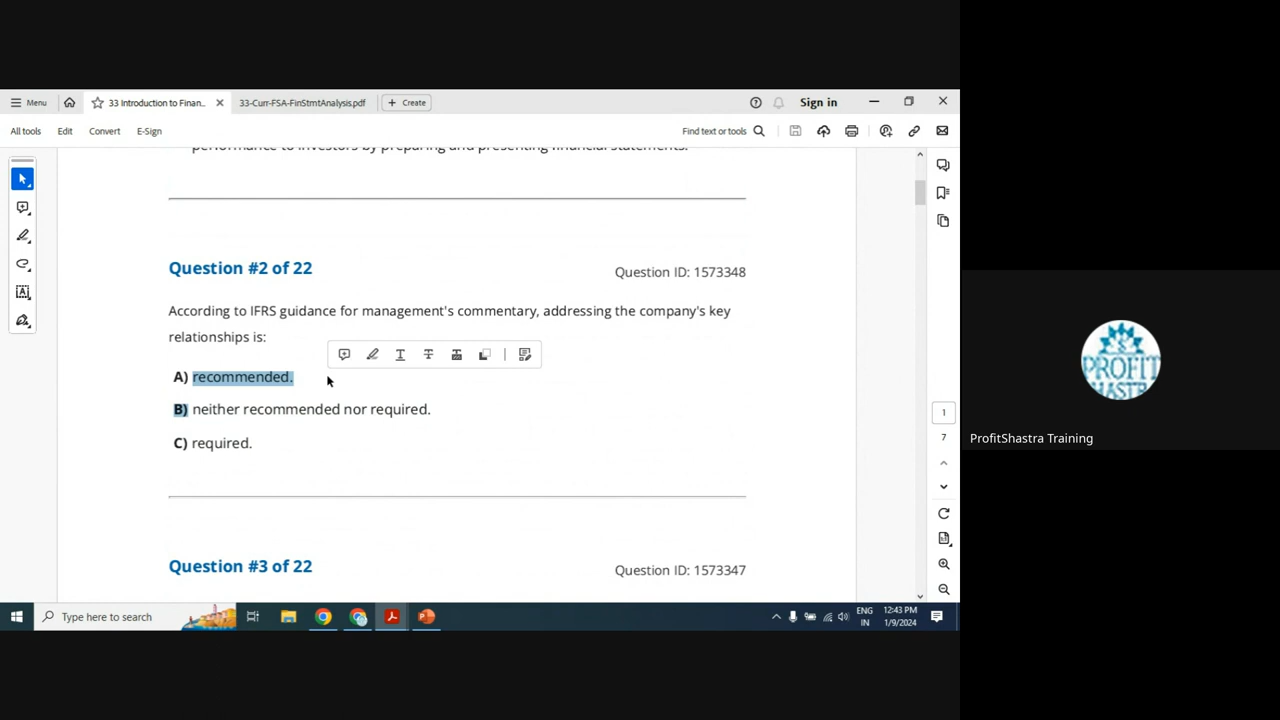 Menu
33 Introduction to Finan...
33-Curr-FSA-FinStmtAnalysis.pdf
Create
Sign in
All tools
Edit
Convert
E-Sign
Find text or tools
performance to investors by preparing and presenting financial statements.
Question #2 of 22
Question ID: 1573348
According to IFRS guidance for management's commentary, addressing the company's key
relationships is:
A) recommended.
B) neither recommended nor required.
C) required.
Question #3 of 22
Question ID: 1573347
1
7
PROFIT
SHASTRA
ProfitShastra Training
Type here to search
ENG
IN
12:43 PM
1/9/2024